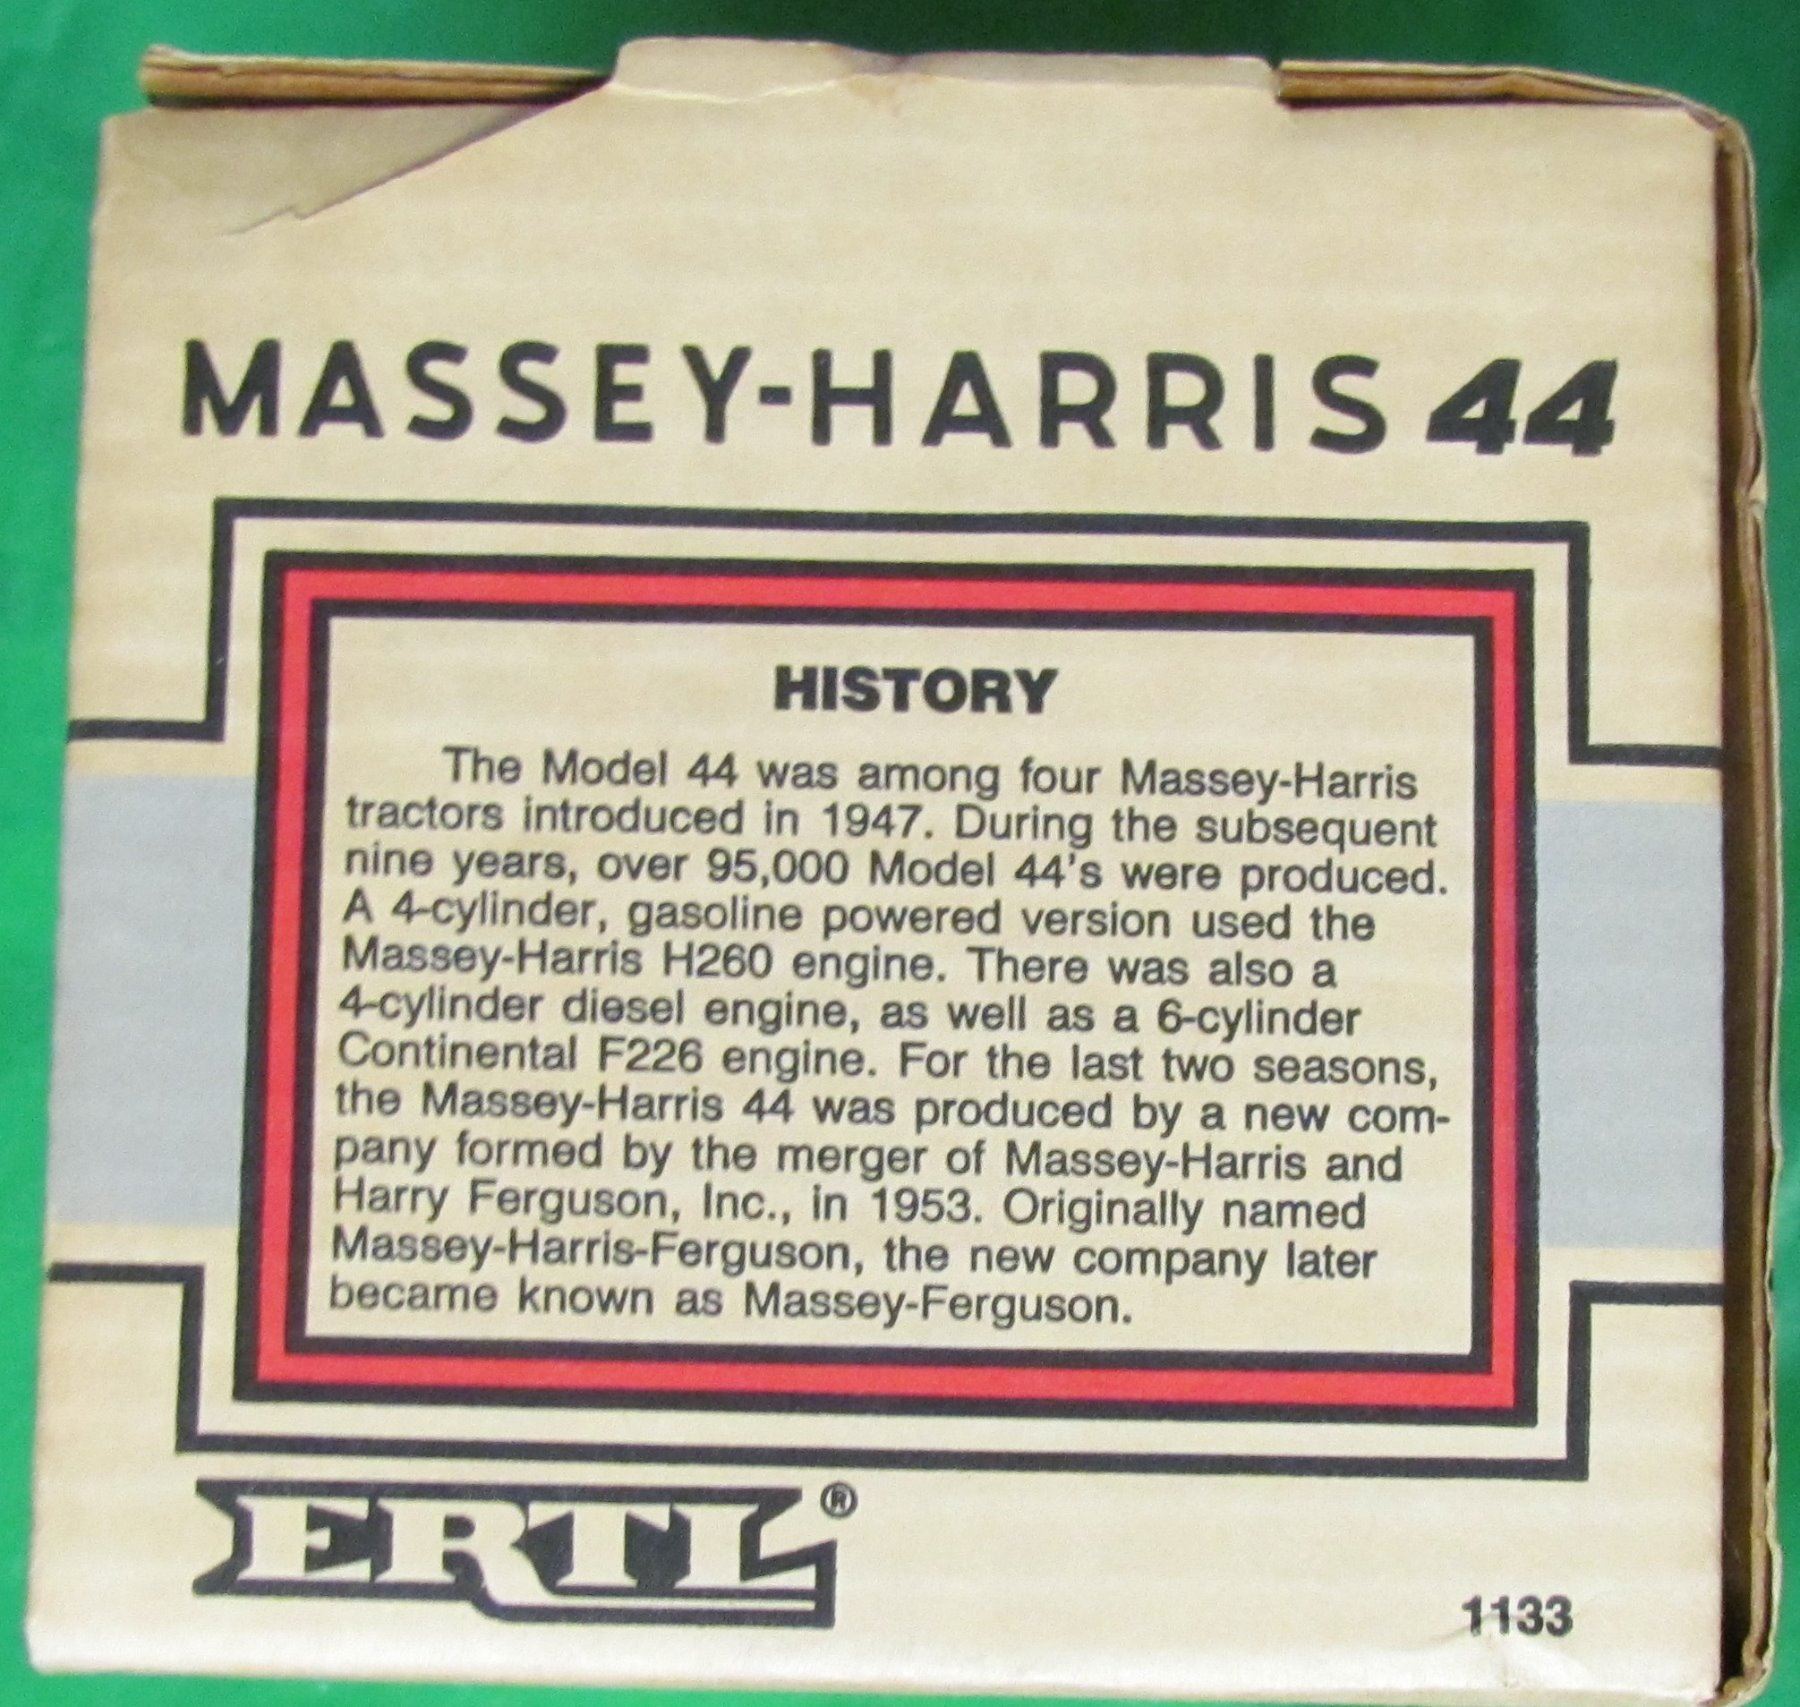 MASSEY-HARRIS 44
HISTORY
The Model 44 was among four Massey-Harris
tractors introduced in 1947. During the subsequent
nine years, over 95,000 Model 44's were produced.
A 4-cylinder, gasoline powered version used the
Massey-Harris H260 engine. There was also a
4-cylinder diesel engine, as well as a 6-cylinder
Continental F226 engine. For the last two seasons,
the Massey-Harris 44 was produced by a new com-
pany formed by the merger of Massey-Harris and
Harry Ferguson, Inc., in 1953. Originally named
Massey-Harris-Ferguson, the new company later
became known as Massey-Ferguson.
ERTL®
1133